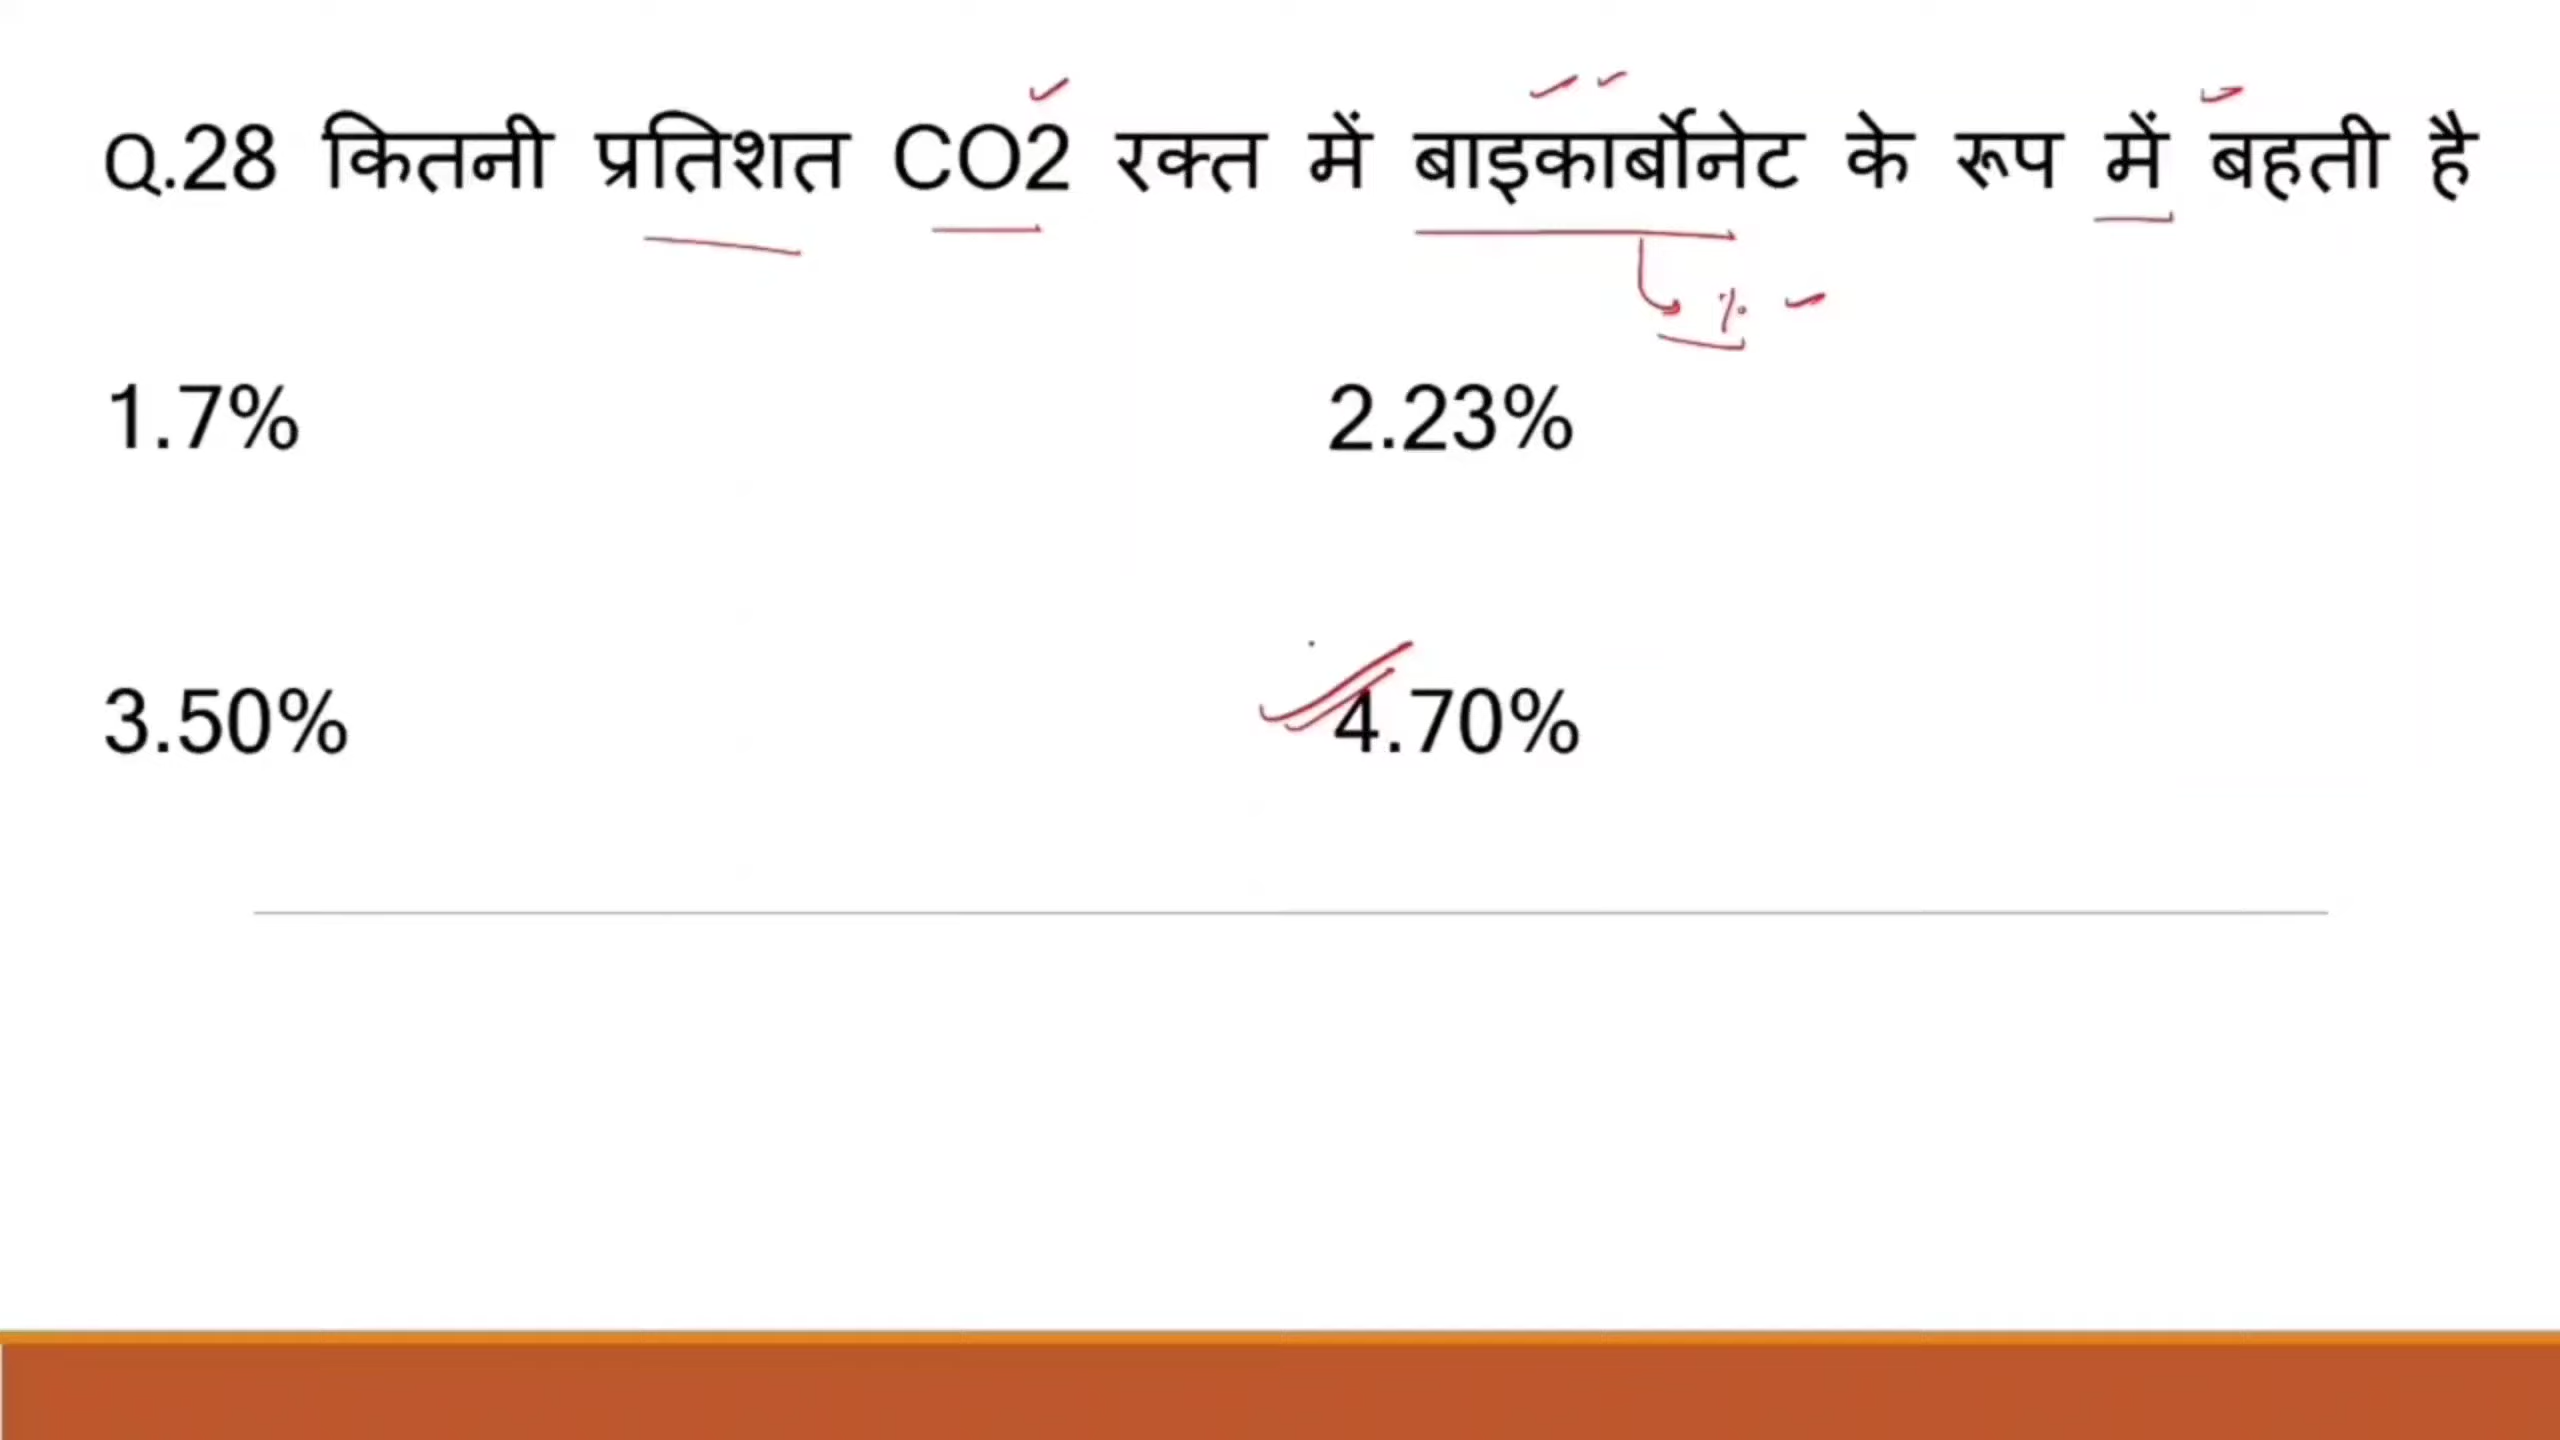 Q.28 कितनी प्रतिशत CO2 रक्त में बाइकार्बोनेट के रूप में बहती है
%
1.7% 2.23%
3.50% 4.70%